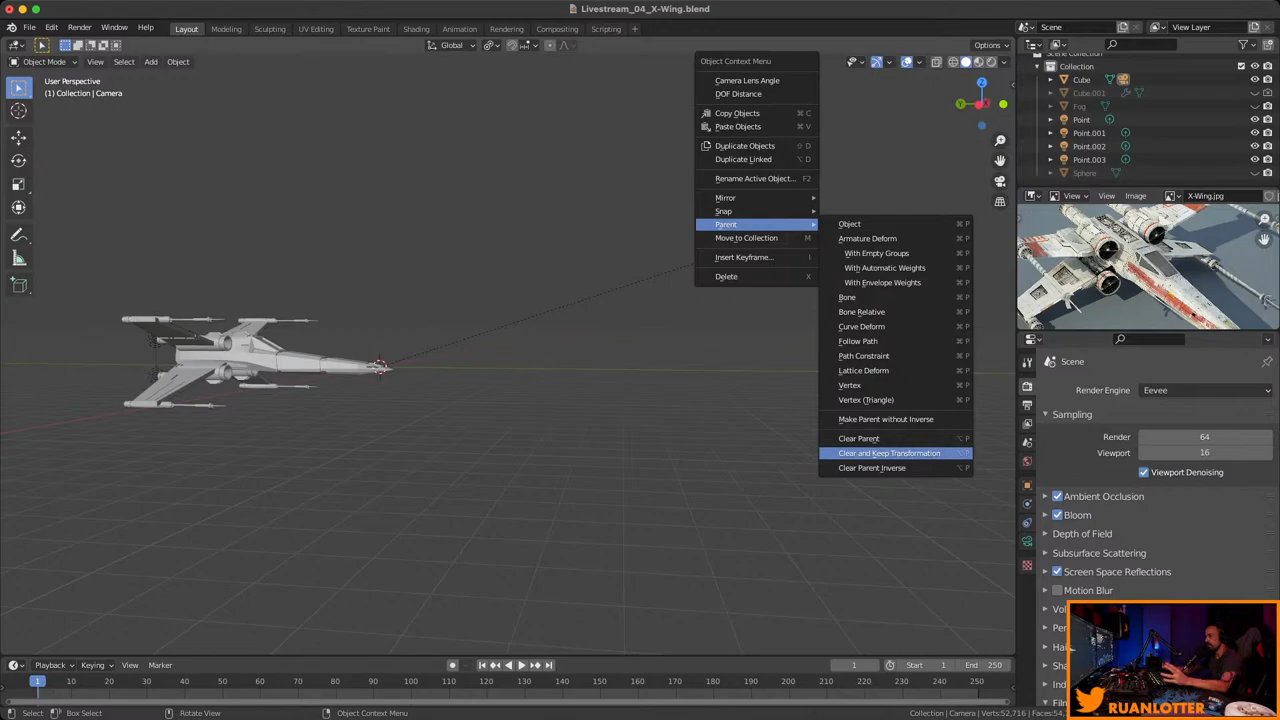 Livestream_04_X-Wing.blend
File Edit Render Window Help Layout Modeling Sculpting UV Editing Texture Paint Shading Animation Rendering Compositing Scripting + Scene View Layer
Global Options
Object Mode View Select Add Object
User Perspective
(1) Collection | Camera
Z
Y
X
Object Context Menu
Camera Lens Angle
DOF Distance
Copy Objects ⌘ C
Paste Objects ⌘ V
Duplicate Objects ⇧ D
Duplicate Linked ⌥ D
Rename Active Object... F2
Mirror
Snap
Parent
Move to Collection M
Insert Keyframe... I
Delete X
Object ⌘ P
Armature Deform ⌘ P
With Empty Groups ⌘ P
With Automatic Weights ⌘ P
With Envelope Weights ⌘ P
Bone ⌘ P
Bone Relative ⌘ P
Curve Deform ⌘ P
Follow Path ⌘ P
Path Constraint ⌘ P
Lattice Deform ⌘ P
Vertex ⌘ P
Vertex (Triangle) ⌘ P
Make Parent without Inverse ⌘ P
Clear Parent ⌥ P
Clear and Keep Transformation ⌥ P
Clear Parent Inverse ⌥ P
Collection
Cube
Cube.001
Fog
Point
Point.001
Point.002
Point.003
Sphere
View View Image X-Wing.jpg
Scene
Render Engine Eevee
Sampling
Render 64
Viewport 16
Viewport Denoising
Ambient Occlusion
Bloom
Depth of Field
Subsurface Scattering
Screen Space Reflections
Motion Blur
RUANLOTTER
Playback Keying View Marker 1 Start 1 End 250
1 10 20 30 40 50 60 70 80 90 100 110 120 130 140 150 160 170 180 190 200 210 220 230 240 250
Select Box Select Rotate View Object Context Menu Collection | Camera | Verts:52,716 | Faces:54,